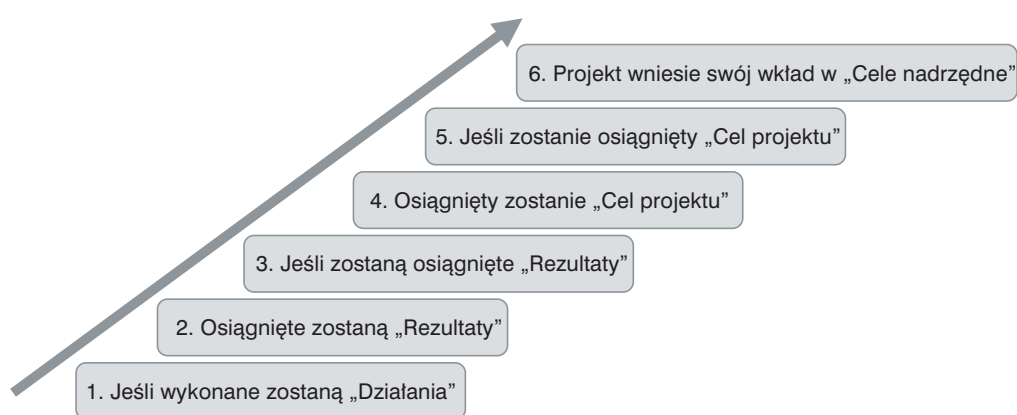 6. Projekt wniesie swój wkład w „Cele nadrzędne”
5. Jeśli zostanie osiągnięty „Cel projektu”
4. Osiągnięty zostanie „Cel projektu”
3. Jeśli zostaną osiągnięte „Rezultaty”
2. Osiągnięte zostaną „Rezultaty”
1. Jeśli wykonane zostaną „Działania”